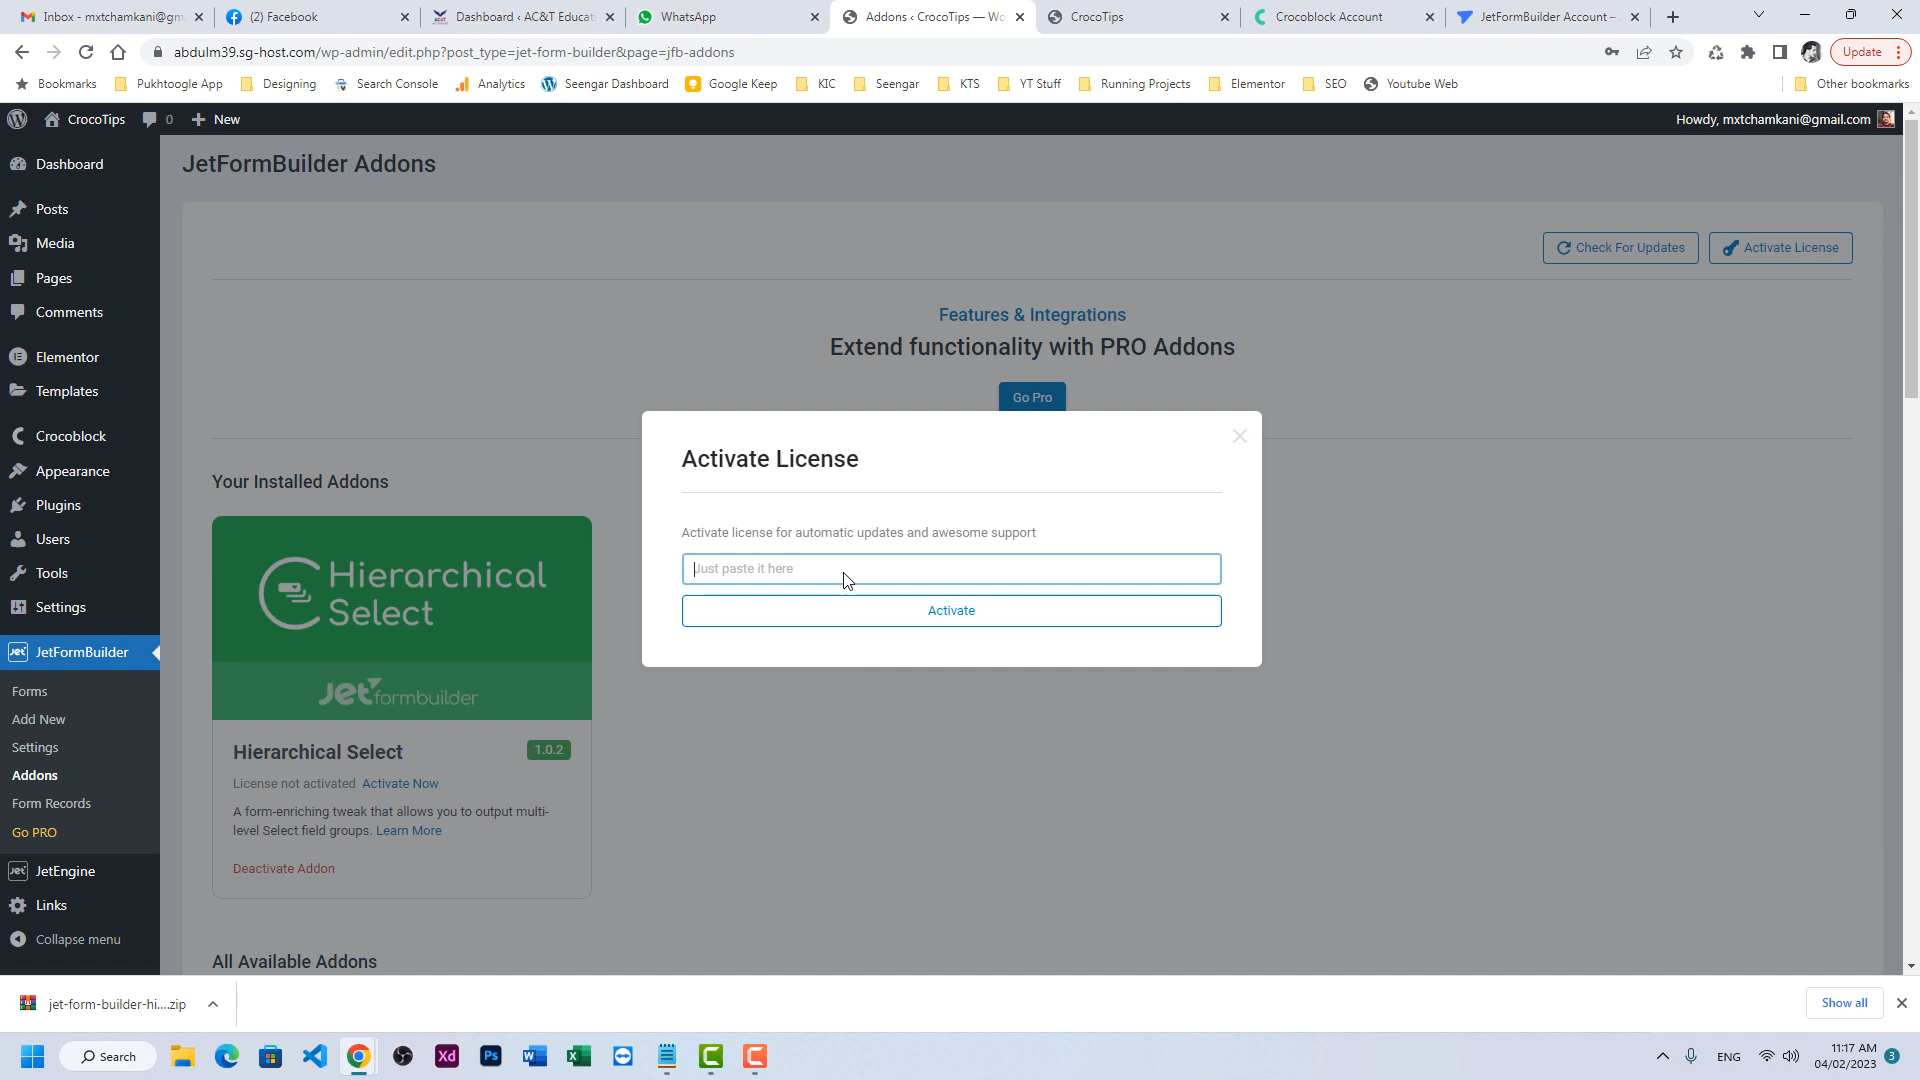 Inbox - mxtchamkani@gm
(2) Facebook
Dashboard ‹ AC&T Educati
WhatsApp
Addons ‹ CrocoTips — Wo
CrocoTips
Crocoblock Account
JetFormBuilder Account –
abdulm39.sg-host.com/wp-admin/edit.php?post_type=jet-form-builder&page=jfb-addons
Update
Bookmarks
Pukhtoogle App
Designing
Search Console
Analytics
Seengar Dashboard
Google Keep
KIC
Seengar
KTS
YT Stuff
Running Projects
Elementor
SEO
Youtube Web
Other bookmarks
CrocoTips
0
New
Howdy, mxtchamkani@gmail.com
Dashboard
Posts
Media
Pages
Comments
Elementor
Templates
Crocoblock
Appearance
Plugins
Users
Tools
Settings
JetFormBuilder
Forms
Add New
Settings
Addons
Form Records
Go PRO
JetEngine
Links
Collapse menu
JetFormBuilder Addons
Check For Updates
Activate License
Features & Integrations
Extend functionality with PRO Addons
Go Pro
Your Installed Addons
Hierarchical
Select
Jetformbuilder
Hierarchical Select
1.0.2
License not activated Activate Now
A form-enriching tweak that allows you to output multi-
level Select field groups. Learn More
Deactivate Addon
All Available Addons
Activate License
Activate license for automatic updates and awesome support
Just paste it here
Activate
jet-form-builder-hi....zip
Show all
Search
ENG
11:17 AM
04/02/2023
3